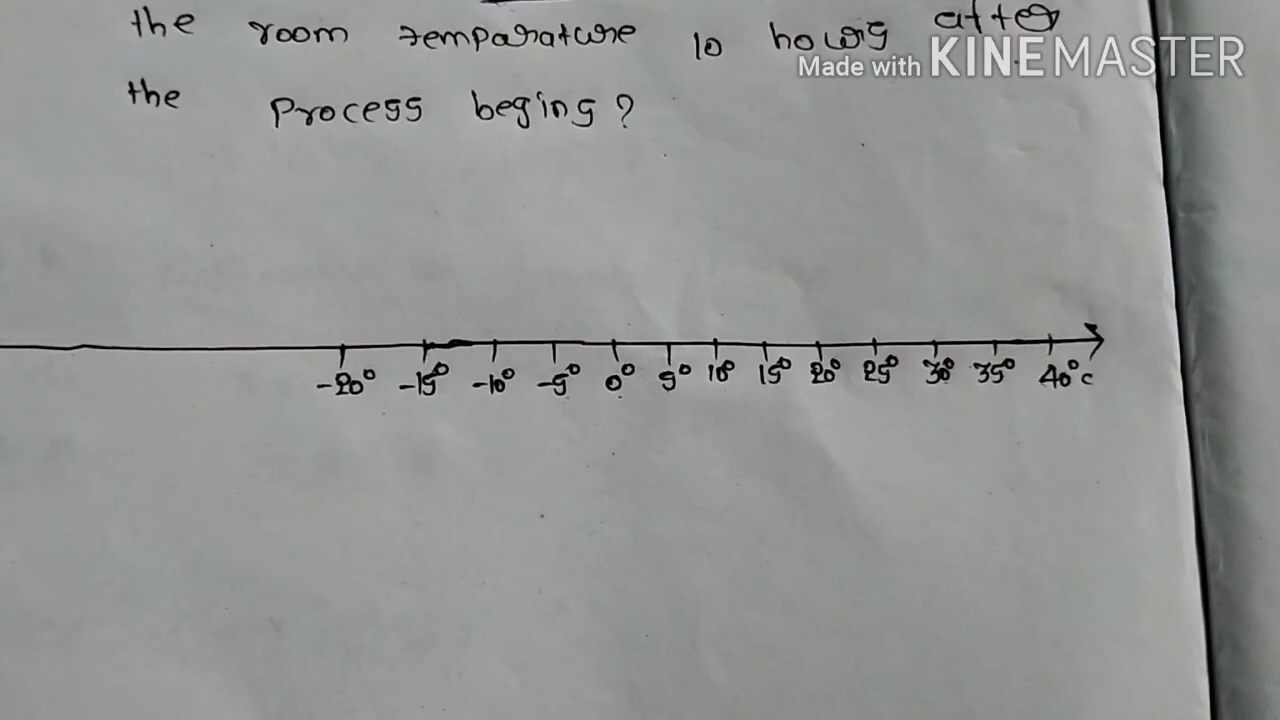 the room temparature 10 hours after
Made with KINEMASTER
the process begins?
-20° -15° -10° -5° 0° 5° 10° 15° 20° 25° 30° 35° 40°c